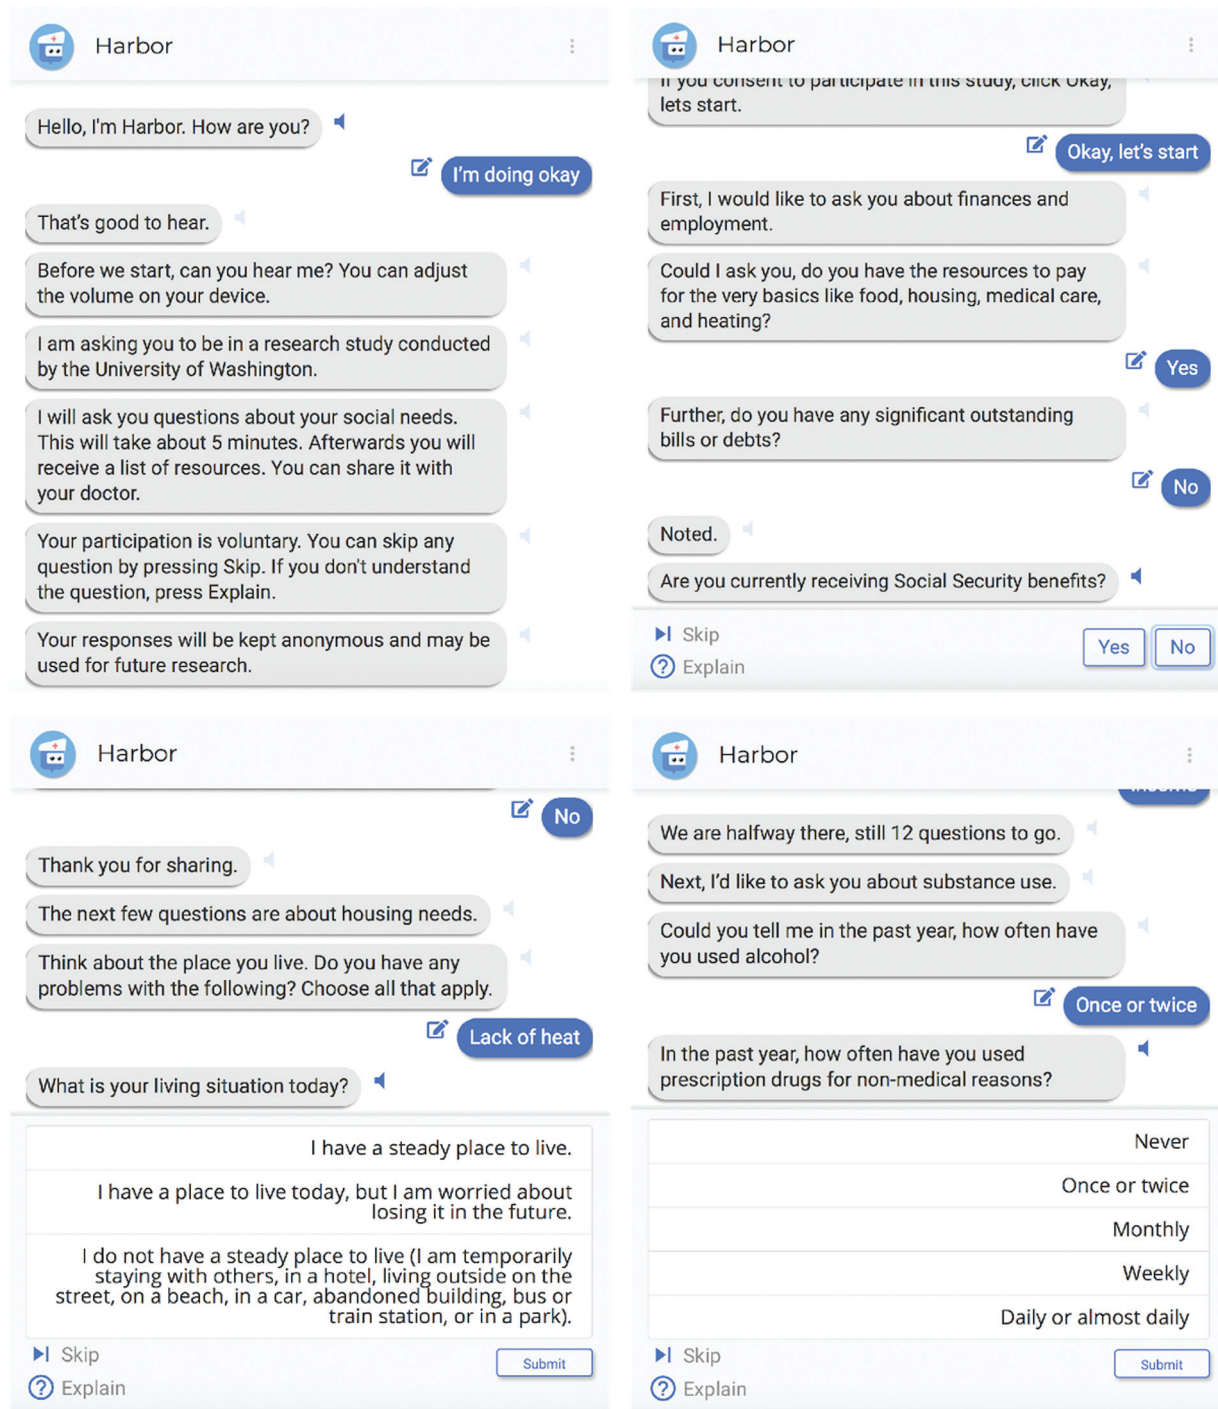 Harbor
Hello, I'm Harbor. How are you?
I'm doing okay
That's good to hear.
Before we start, can you hear me? You can adjust
the volume on your device.
I am asking you to be in a research study conducted
by the University of Washington.
I will ask you questions about your social needs.
This will take about 5 minutes. Afterwards you will
receive a list of resources. You can share it with
your doctor.
Your participation is voluntary. You can skip any
question by pressing Skip. If you don't understand
the question, press Explain.
Your responses will be kept anonymous and may be
used for future research.
Harbor
If you consent to participate in this study, click Okay,
lets start.
Okay, let's start
First, I would like to ask you about finances and
employment.
Could I ask you, do you have the resources to pay
for the very basics like food, housing, medical care,
and heating?
Yes
Further, do you have any significant outstanding
bills or debts?
No
Noted.
Are you currently receiving Social Security benefits?
Skip
Yes
No
Explain
Harbor
No
Thank you for sharing.
The next few questions are about housing needs.
Think about the place you live. Do you have any
problems with the following? Choose all that apply.
Lack of heat
What is your living situation today?
I have a steady place to live.
I have a place to live today, but I am worried about
losing it in the future.
I do not have a steady place to live (I am temporarily
staying with others, in a hotel, living outside on the
street, on a beach, in a car, abandoned building, bus or
train station, or in a park).
Skip
Submit
Explain
Harbor
income
We are halfway there, still 12 questions to go.
Next, I'd like to ask you about substance use.
Could you tell me in the past year, how often have
you used alcohol?
Once or twice
In the past year, how often have you used
prescription drugs for non-medical reasons?
Never
Once or twice
Monthly
Weekly
Daily or almost daily
Skip
Submit
Explain